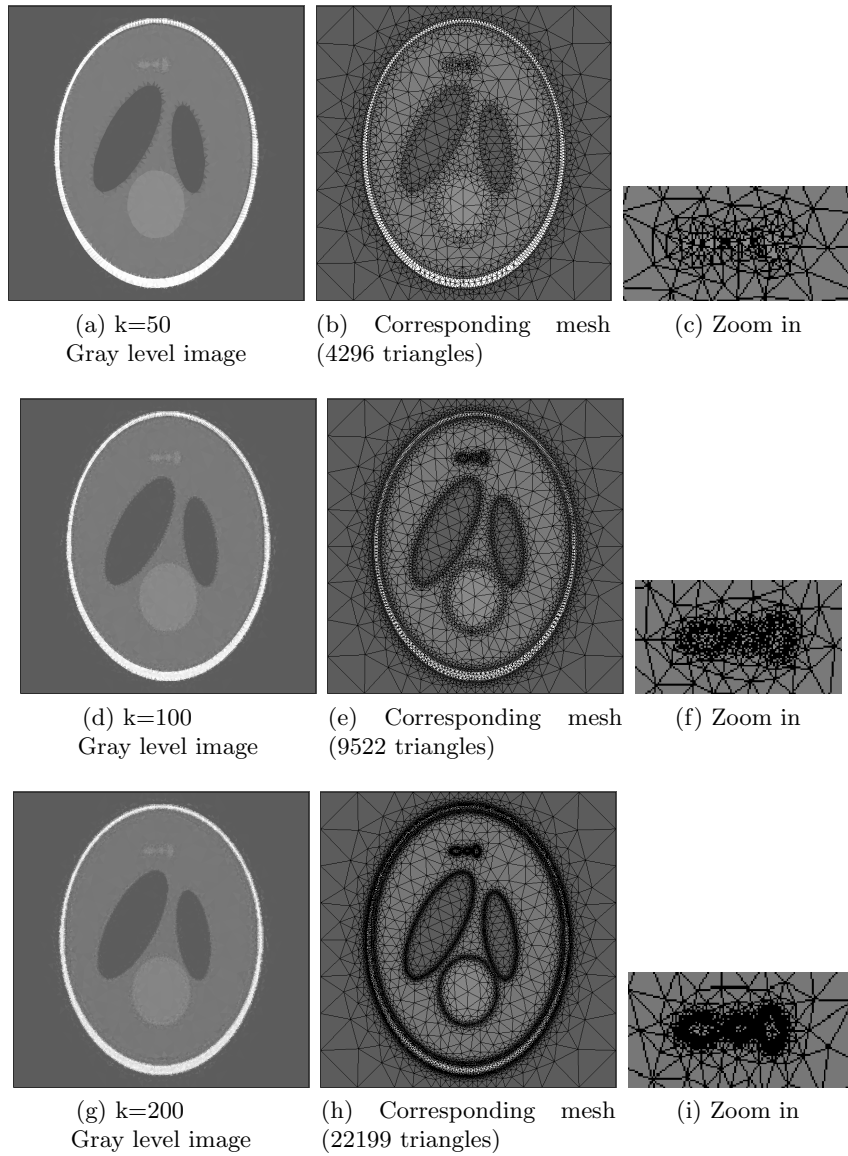 (a) k=50
Gray level image
(b) Corresponding mesh
(4296 triangles)
(c) Zoom in
(d) k=100
Gray level image
(e) Corresponding mesh
(9522 triangles)
(f) Zoom in
(g) k=200
Gray level image
(h) Corresponding mesh
(22199 triangles)
(i) Zoom in